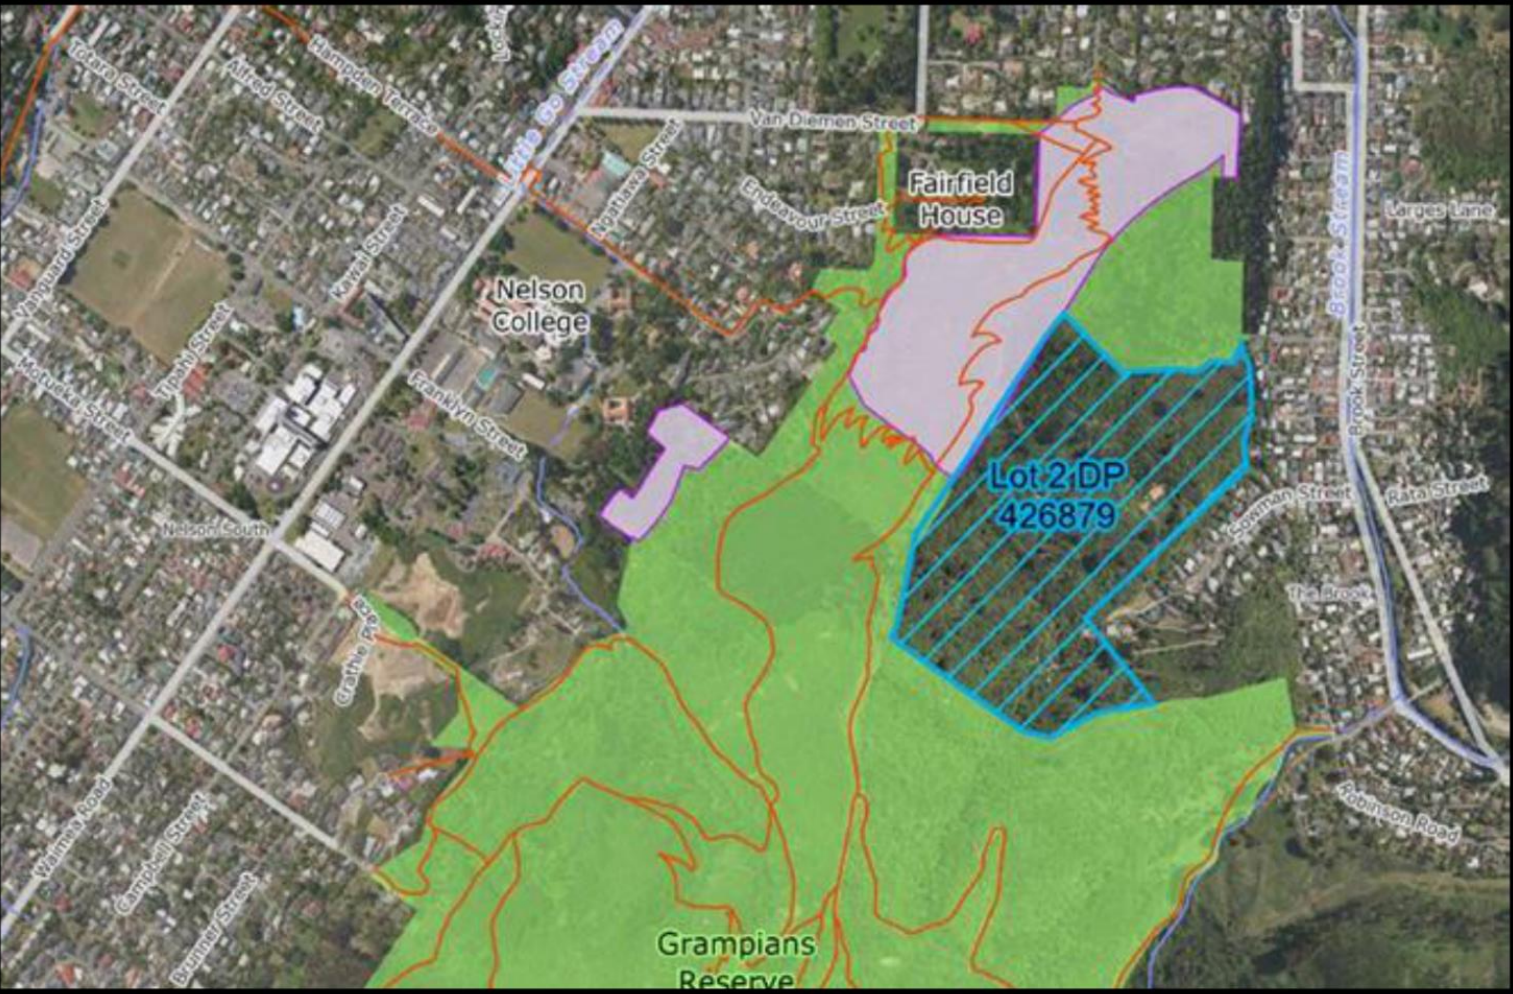 Totara Street
Alfred Street
Hampden Terrace
Little Go Stream
Van Diemen Street
Ngatiawa Street
Endeavour Street
Fairfield
House
Brook Stream
Larges Lane
Vanguard Street
Kawai Street
Nelson
College
Tipahi Street
Motueka Street
Franklyn Street
Brook Street
Lot 2 DP
426879
Sowman Street
Rata Street
Nelson South
The Brook
Crathie Place
Waimea Road
Campbell Street
Brunner Street
Robinson Road
Grampians
Reserve